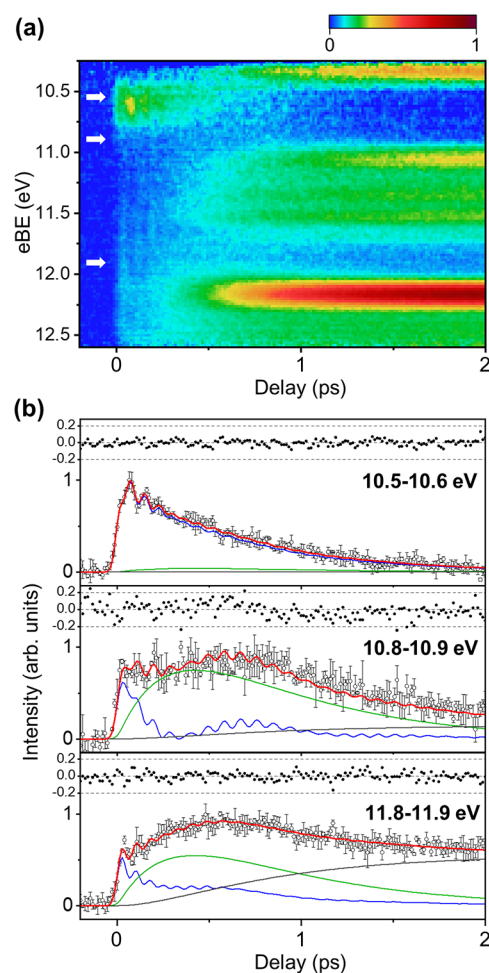 (a)
0 1
10.5
11.0
11.5
12.0
12.5
eBE (eV)
0 1 2
Delay (ps)
(b)
0.2
0.0
-0.2
10.5-10.6 eV
1
0
0.2
0.0
-0.2
10.8-10.9 eV
1
0
0.2
0.0
-0.2
11.8-11.9 eV
1
0
Intensity (arb. units)
0 1 2
Delay (ps)